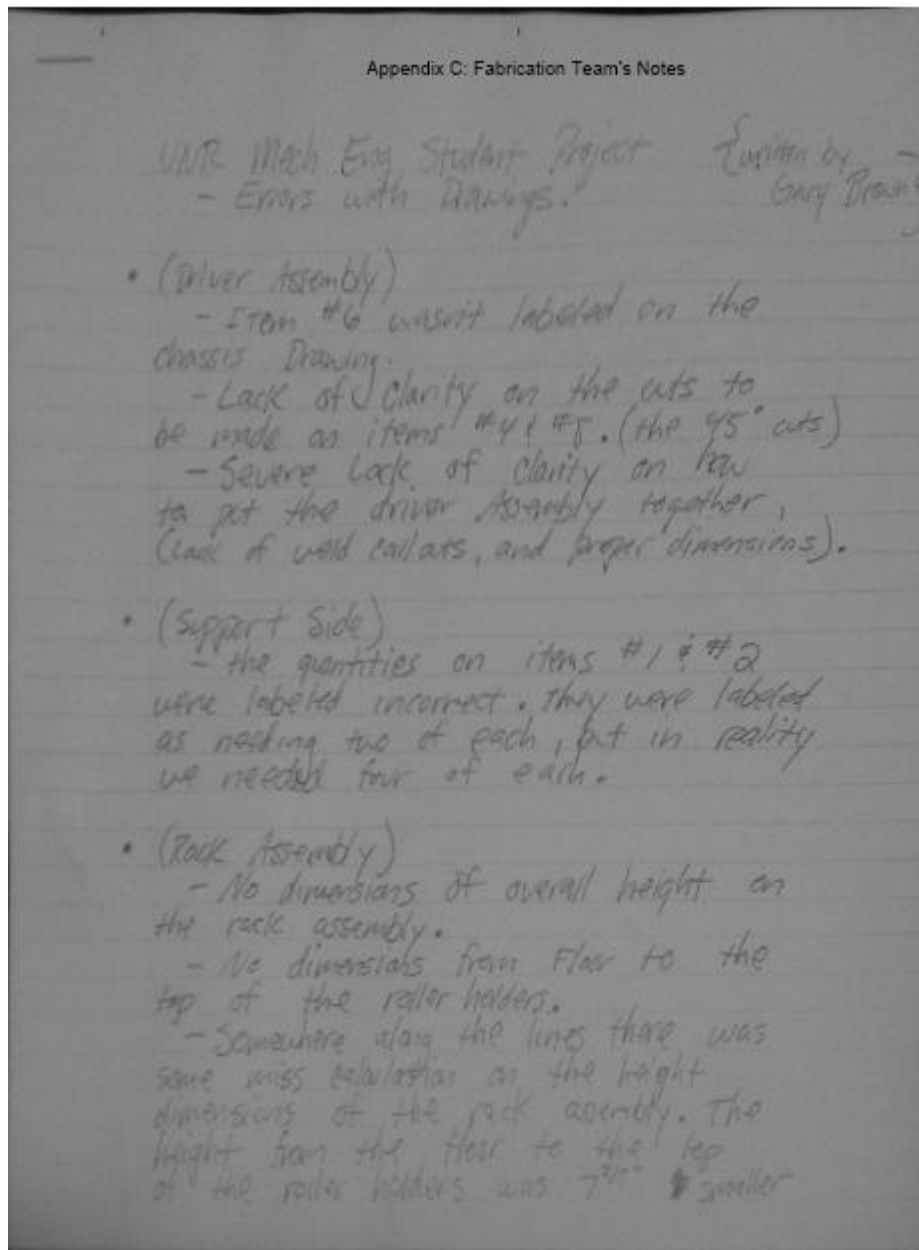 Appendix C: Fabrication Team's Notes
UNR Mech Eng Student Project {written by
- Errors with Drawings. Gary Brown}
• (Driver Assembly)
- Item #6 wasn't labeled on the
chassis Drawing.
- Lack of Clarity on the cuts to
be made on items #4 & #5. (the 45° cuts)
- Severe Lack of clarity on how
to put the driver Assembly together,
(Lack of weld callouts, and proper dimensions).
• (Support Side)
- the quantities on items #1 & #2
were labeled incorrect. They were labeled
as needing two of each, but in reality
we needed four of each.
• (Rack Assembly)
- No dimensions of overall height on
the rack assembly.
- No dimensions from Floor to the
top of the roller holders.
- Somewhere along the lines there was
some miss calculation on the height
dimensions of the rack assembly. The
height from the floor to the top
of the roller holders was smaller